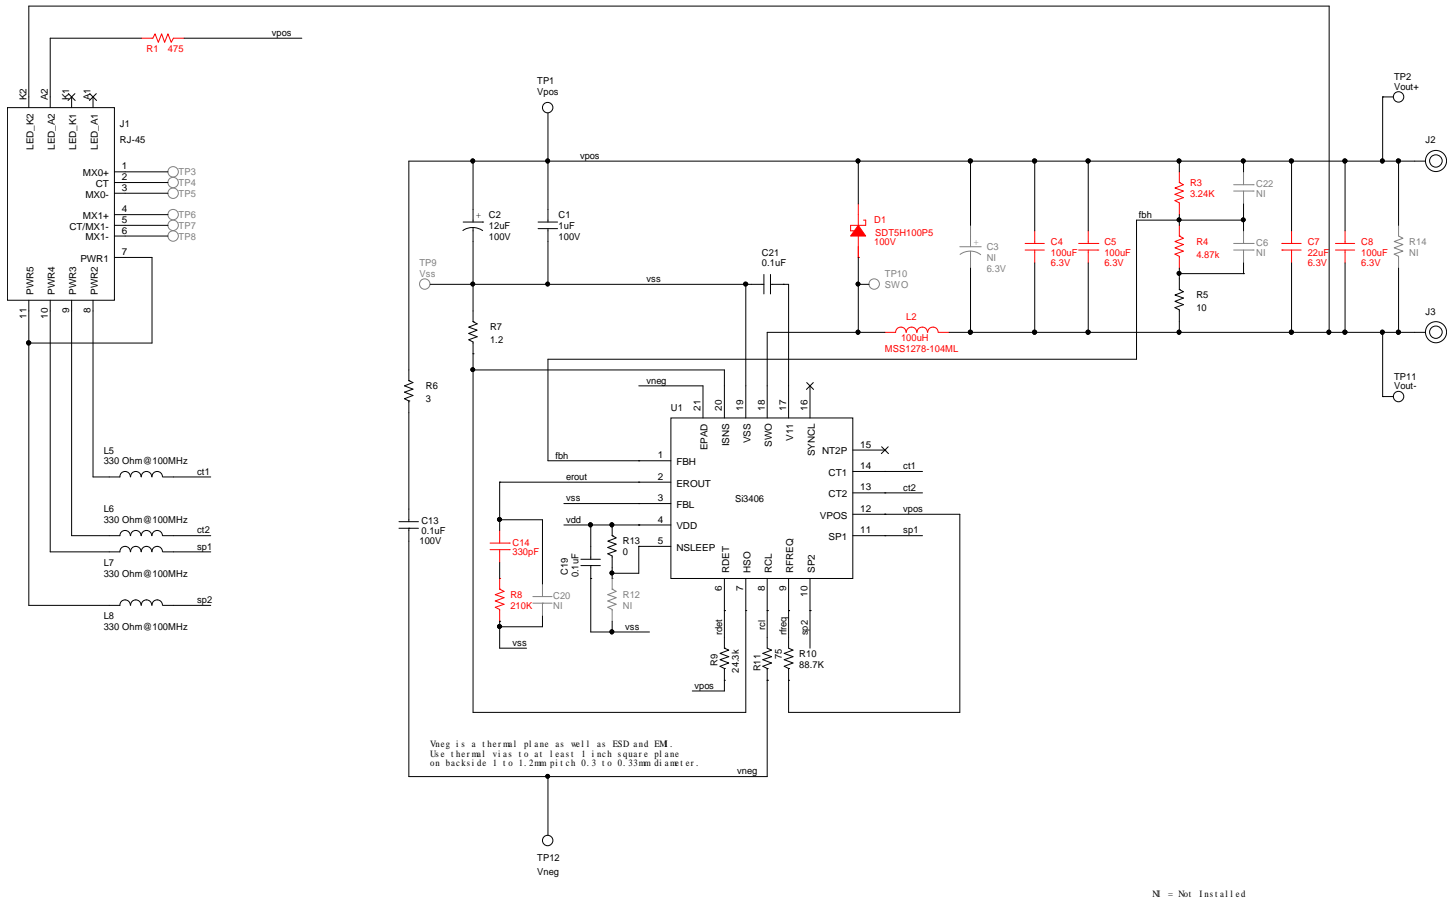 R1 475
vpos
K2
A2
K1
A1
LED_K2
LED_A2
LED_K1
LED_A1
J1
RJ-45
MX0+ 1 TP3
CT 2 TP4
MX0- 3 TP5
MX1+ 4 TP6
CT/MX1- 5 TP7
MX1- 6 TP8
PWR1 7
PWR5
PWR4
PWR3
PWR2
11
10
9
8
L5
330 Ohm@100MHz
ct1
L6
330 Ohm@100MHz
ct2
sp1
L7
330 Ohm@100MHz
sp2
L8
330 Ohm@100MHz
TP1
Vpos
vpos
C2
12uF
100V
+
C1
1uF
100V
TP9
Vss
vss
C21
0.1uF
R7
1.2
R6
3
C13
0.1uF
100V
D1
SDT5H100P5
100V
TP10
SWO
L2
100uH
MSS1278-104ML
C3
NI
6.3V
+
C4
100uF
6.3V
C5
100uF
6.3V
fbh
R3
3.24K
C22
NI
R4
4.87k
C6
NI
R5
10
C7
22uF
6.3V
C8
100uF
6.3V
R14
NI
TP2
Vout+
J2
J3
TP11
Vout-
vneg
U1
21
20
19
18
17
16
EPAD
ISNS
VSS
SWO
V11
SYNCL
fbh 1 FBH
erout 2 EROUT
vss 3 FBL
vdd 4 VDD
5 NSLEEP
Si3406
NT2P 15
CT1 14 ct1
CT2 13 ct2
VPOS 12 vpos
SP1 11 sp1
RDET
HSO
RCL
RFREQ
SP2
6
7
8
9
10
rdet
rcl
rfreq
sp2
C14
330pF
R8
210K
C20
NI
vss
C19
0.1uF
R13
0
R12
NI
vss
R9
24.3k
vpos
R11
75
R10
88.7K
Vneg is a thermal plane as well as ESD and EMI.
Use thermal vias to at least 1 inch square plane
on backside 1 to 1.2mm pitch 0.3 to 0.33mm diameter.
vneg
TP12
Vneg
NI = Not Installed